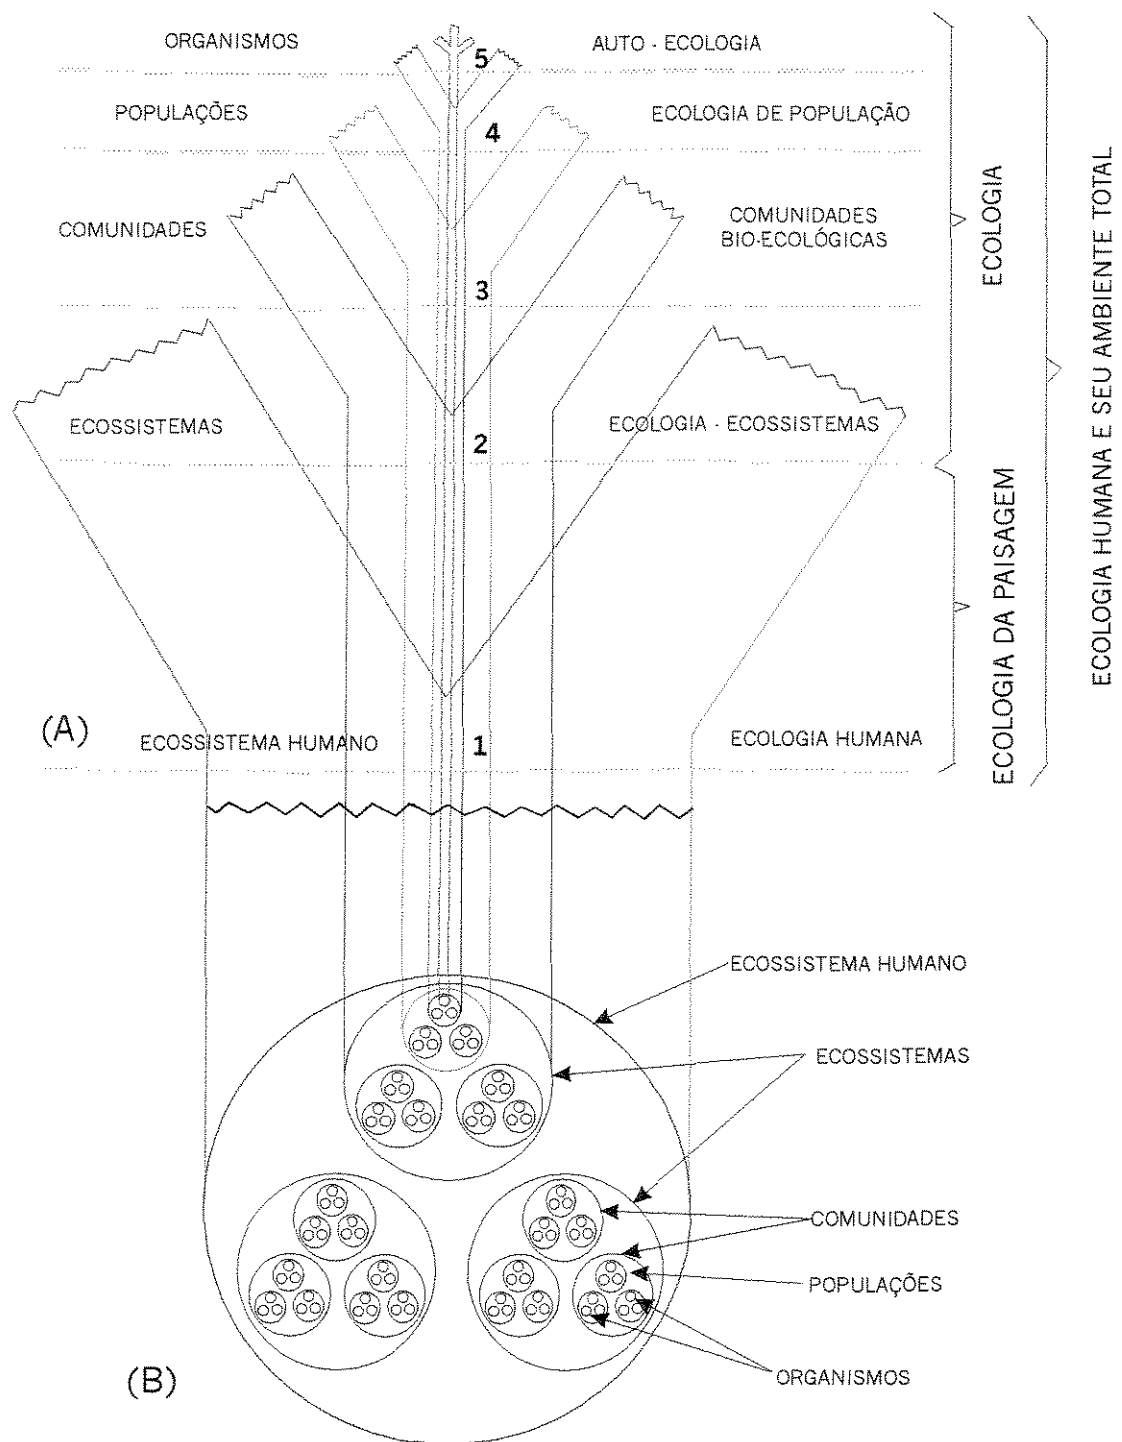 ORGANISMOS
5
AUTO - ECOLOGIA
POPULAÇÕES
4
ECOLOGIA DE POPULAÇÃO
COMUNIDADES
COMUNIDADES
BIO-ECOLÓGICAS
3
ECOSSISTEMAS
2
ECOLOGIA - ECOSSISTEMAS
(A)
ECOSSISTEMA HUMANO
1
ECOLOGIA HUMANA
ECOLOGIA
ECOLOGIA DA PAISAGEM
ECOLOGIA HUMANA E SEU AMBIENTE TOTAL
ECOSSISTEMA HUMANO
ECOSSISTEMAS
COMUNIDADES
POPULAÇÕES
ORGANISMOS
(B)